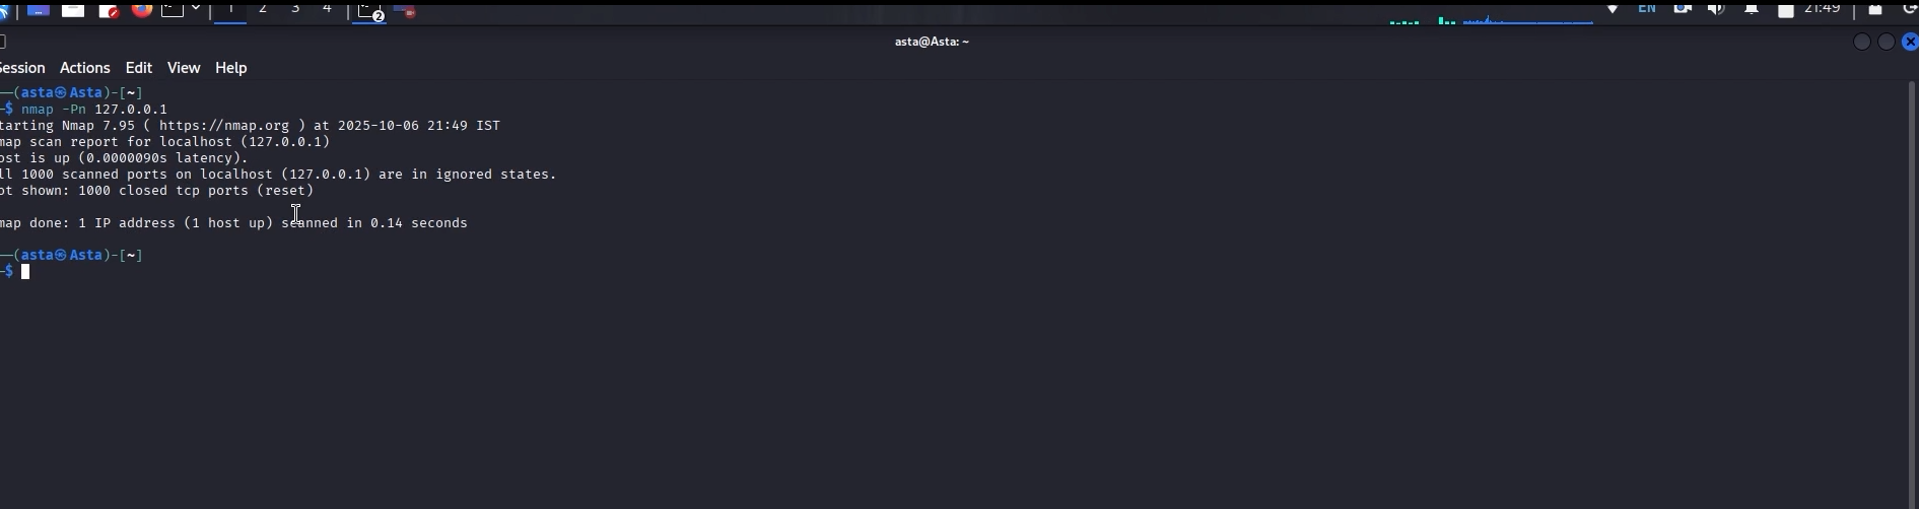 1 2 3 4 2 EN 21:49
asta@Asta: ~
Session Actions Edit View Help
—(asta㉿Asta)-[~]
-$ nmap -Pn 127.0.0.1
tarting Nmap 7.95 ( https://nmap.org ) at 2025-10-06 21:49 IST
map scan report for localhost (127.0.0.1)
ost is up (0.0000090s latency).
ll 1000 scanned ports on localhost (127.0.0.1) are in ignored states.
ot shown: 1000 closed tcp ports (reset)
map done: 1 IP address (1 host up) scanned in 0.14 seconds
—(asta㉿Asta)-[~]
-$